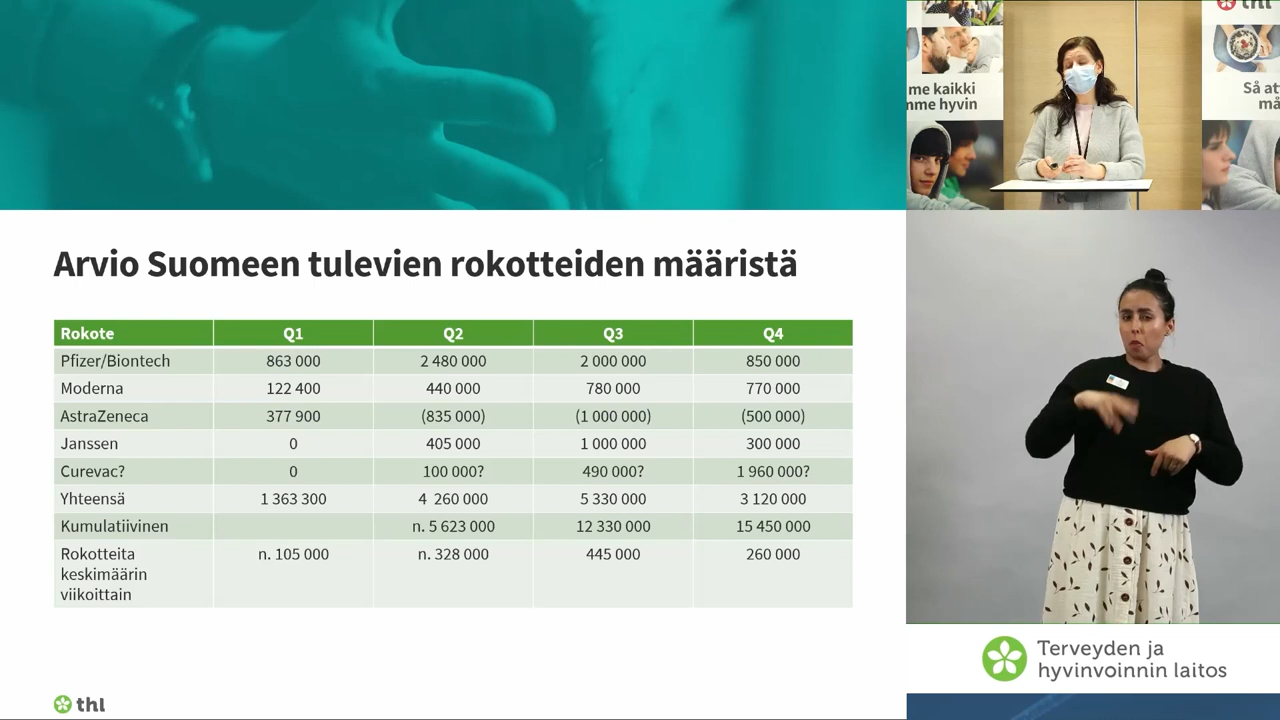 Arvio Suomeen tulevien rokotteiden määristä
Rokote Q1 Q2 Q3 Q4
Pfizer/Biontech 863 000 2 480 000 2 000 000 850 000
Moderna 122 400 440 000 780 000 770 000
AstraZeneca 377 900 (835 000) (1 000 000) (500 000)
Janssen 0 405 000 1 000 000 300 000
Curevac? 0 100 000? 490 000? 1 960 000?
Yhteensä 1 363 300 4 260 000 5 330 000 3 120 000
Kumulatiivinen n. 5 623 000 12 330 000 15 450 000
Rokotteita keskimäärin viikoittain n. 105 000 n. 328 000 445 000 260 000
thl
thl
me kaikki
mme hyvin
Så at
må
Terveyden ja
hyvinvoinnin laitos